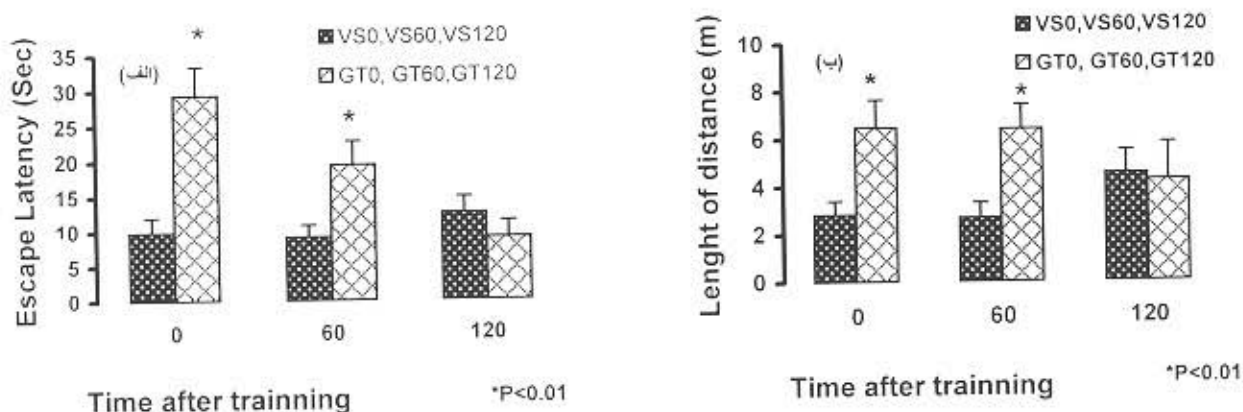 Escape Latency (Sec)
35
30
25
20
15
10
5
0
(الف)
*
*
VS0,VS60,VS120
GT0, GT60,GT120
0
60
120
Time after trainning
*P<0.01
Lenght of distance (m)
10
8
6
4
2
0
(ب)
*
*
VS0,VS60,VS120
GT0, GT60,GT120
0
60
120
Time after trainning
*P<0.01